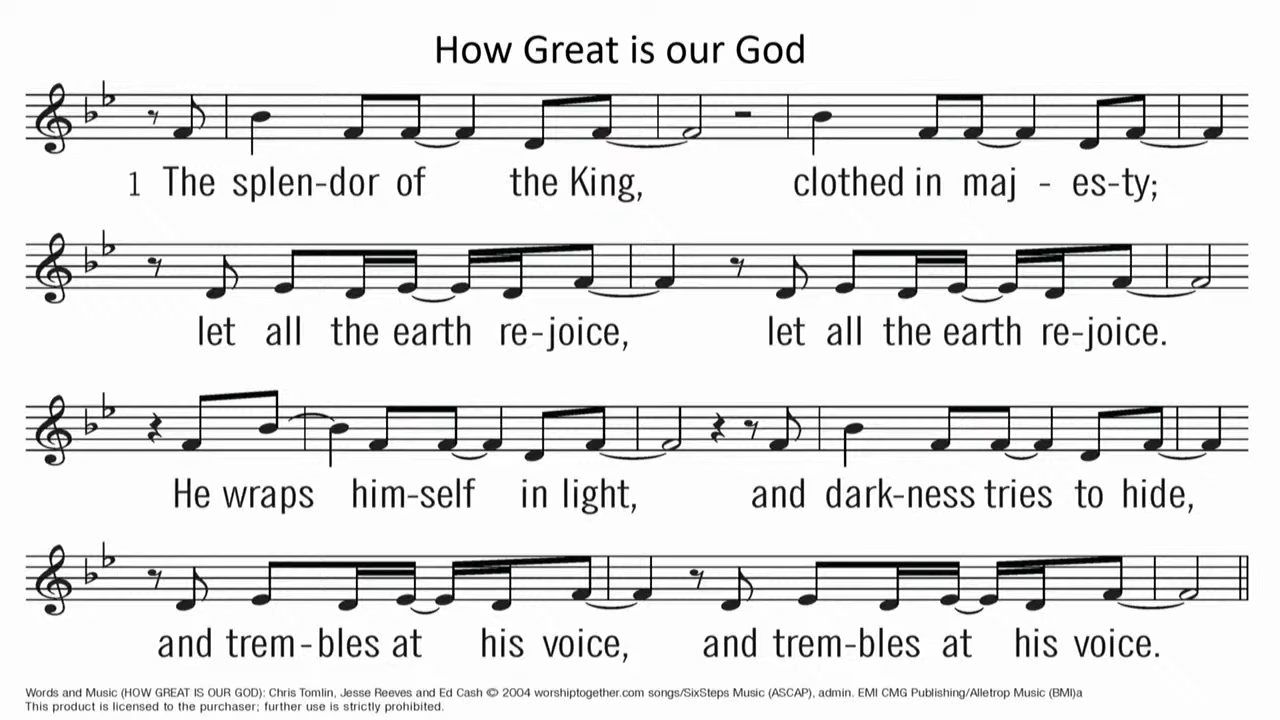 How Great is our God
1 The splen-dor of the King, clothed in maj - es-ty;
let all the earth re-joice, let all the earth re-joice.
He wraps him-self in light, and dark-ness tries to hide,
and trem-bles at his voice, and trem-bles at his voice.
Words and Music (HOW GREAT IS OUR GOD): Chris Tomlin, Jesse Reeves and Ed Cash © 2004 worshiptogether.com songs/SixSteps Music (ASCAP), admin. EMI CMG Publishing/Alletrop Music (BMI)a
This product is licensed to the purchaser; further use is strictly prohibited.